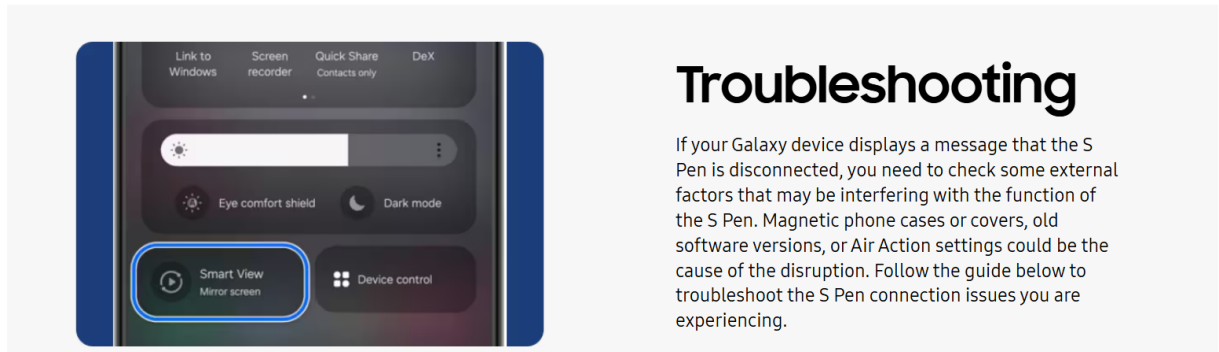 Link to Windows
Screen recorder
Quick Share
Contacts only
DeX
Eye comfort shield
Dark mode
Smart View
Mirror screen
Device control
Troubleshooting
If your Galaxy device displays a message that the S
Pen is disconnected, you need to check some external
factors that may be interfering with the function of
the S Pen. Magnetic phone cases or covers, old
software versions, or Air Action settings could be the
cause of the disruption. Follow the guide below to
troubleshoot the S Pen connection issues you are
experiencing.